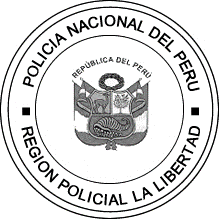 POLICIA NACIONAL DEL PERU
REPÚBLICA DEL PERÚ
REGION POLICIAL LA LIBERTAD